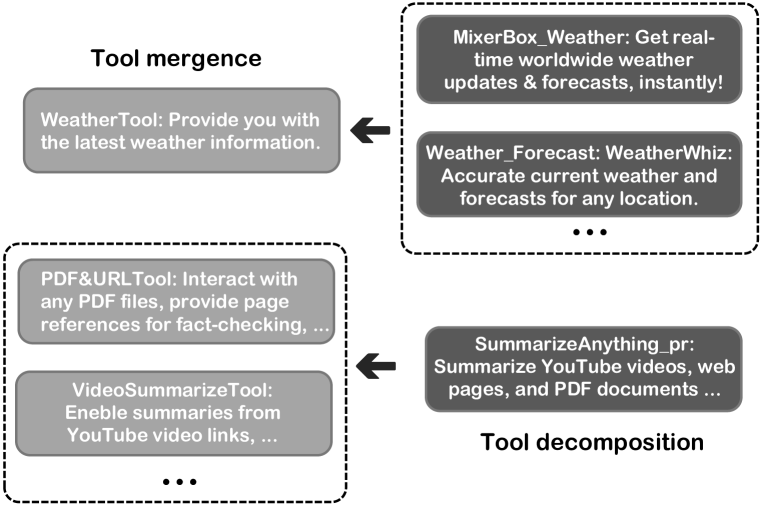 Tool mergence
WeatherTool: Provide you with
the latest weather information.
MixerBox_Weather: Get real-
time worldwide weather
updates & forecasts, instantly!
Weather_Forecast: WeatherWhiz:
Accurate current weather and
forecasts for any location.
...
PDF&URLTool: Interact with
any PDF files, provide page
references for fact-checking, ...
VideoSummarizeTool:
Eneble summaries from
YouTube video links, ...
...
SummarizeAnything_pr:
Summarize YouTube videos, web
pages, and PDF documents ...
Tool decomposition